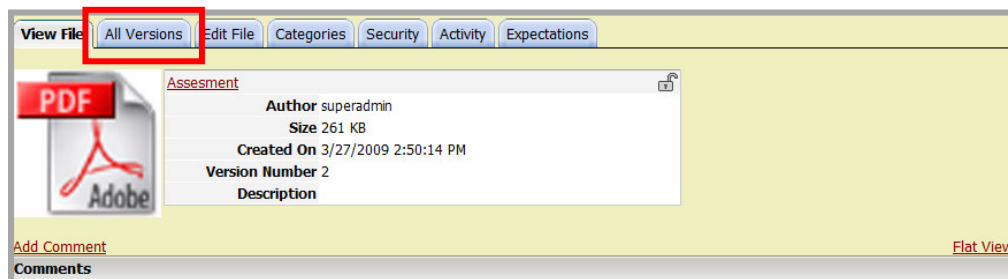 View File All Versions Edit File Categories Security Activity Expectations
PDF
Adobe
Assesment
Author superadmin
Size 261 KB
Created On 3/27/2009 2:50:14 PM
Version Number 2
Description
Add Comment Flat View
Comments